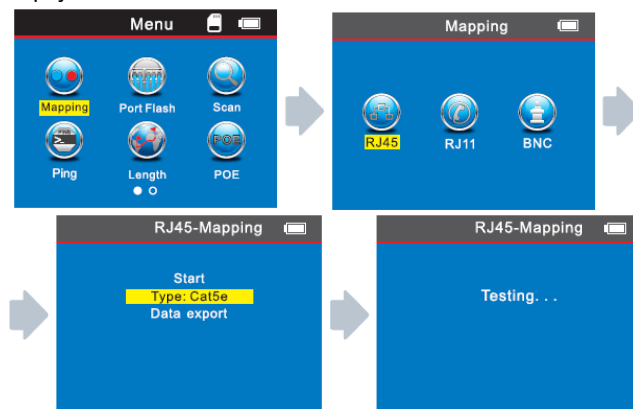 Menu
Mapping
Port Flash
Scan
Ping
Length
POE
POE
Mapping
RJ45
RJ11
BNC
RJ45-Mapping
Start
Type: Cat5e
Data export
RJ45-Mapping
Testing. . .